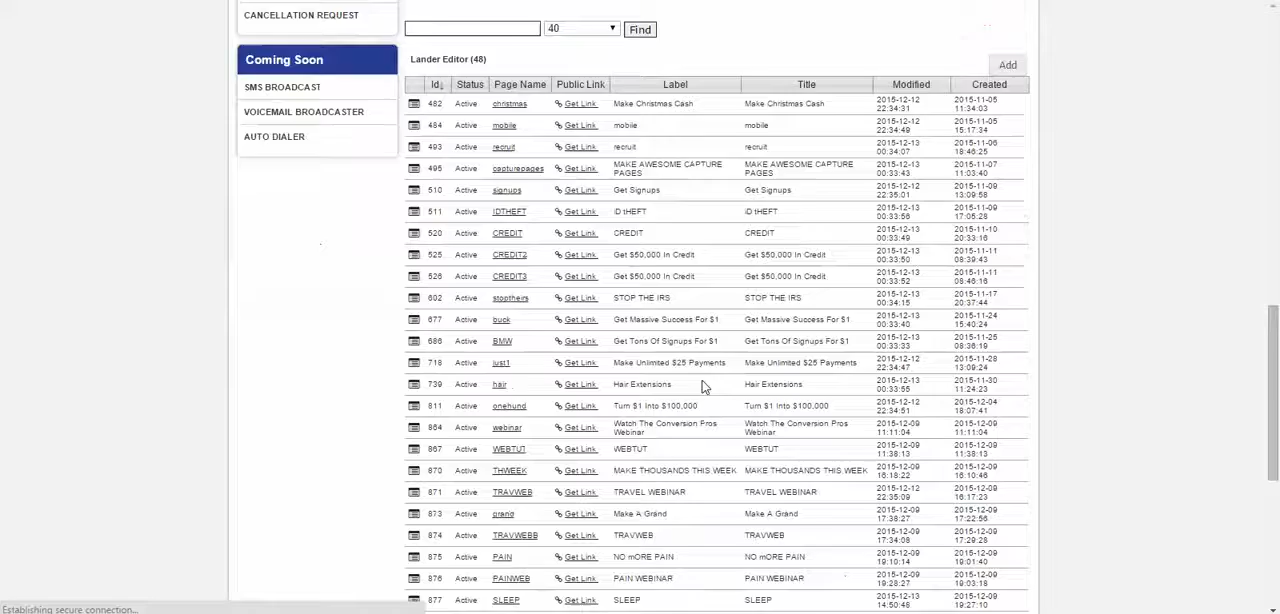 CANCELLATION REQUEST
40 Find
Coming Soon
SMS BROADCAST
VOICEMAIL BROADCASTER
AUTO DIALER
Lander Editor (48)
Add
Id↓ Status Page Name Public Link Label Title Modified Created
482 Active christmas Get Link Make Christmas Cash Make Christmas Cash 2015-12-12 22:34:31 2015-11-05 11:34:03
484 Active mobile Get Link mobile mobile 2015-12-12 22:34:49 2015-11-05 15:17:34
493 Active recruit Get Link recruit recruit 2015-12-13 00:34:07 2015-11-06 18:46:25
495 Active capturepages Get Link MAKE AWESOME CAPTURE PAGES MAKE AWESOME CAPTURE PAGES 2015-12-13 00:33:43 2015-11-07 11:03:40
510 Active signups Get Link Get Signups Get Signups 2015-12-12 22:35:01 2015-11-09 13:09:58
511 Active IDTHEFT Get Link iD tHEFT iD tHEFT 2015-12-13 00:33:56 2015-11-09 17:05:28
520 Active CREDIT Get Link CREDIT CREDIT 2015-12-13 00:33:49 2015-11-10 20:33:16
525 Active CREDIT2 Get Link Get $50,000 In Credit Get $50,000 In Credit 2015-12-13 00:33:50 2015-11-11 08:39:43
526 Active CREDIT3 Get Link Get $50,000 In Credit Get $50,000 In Credit 2015-12-13 00:33:52 2015-11-11 08:46:16
602 Active stoptheirs Get Link STOP THE IRS STOP THE IRS 2015-12-13 00:34:15 2015-11-17 20:37:44
677 Active buck Get Link Get Massive Success For $1 Get Massive Success For $1 2015-12-13 00:33:40 2015-11-24 15:40:24
686 Active BMW Get Link Get Tons Of Signups For $1 Get Tons Of Signups For $1 2015-12-13 00:33:33 2015-11-25 08:36:19
718 Active just1 Get Link Make Unlimited $25 Payments Make Unlimited $25 Payments 2015-12-12 22:34:47 2015-11-28 13:09:24
739 Active hair Get Link Hair Extensions Hair Extensions 2015-12-13 00:33:55 2015-11-30 11:24:23
811 Active onehund Get Link Turn $1 Into $100,000 Turn $1 Into $100,000 2015-12-12 22:34:51 2015-12-04 18:07:41
864 Active webinar Get Link Watch The Conversion Pros Webinar Watch The Conversion Pros Webinar 2015-12-09 11:11:04 2015-12-09 11:11:04
867 Active WEBTUT Get Link WEBTUT WEBTUT 2015-12-09 11:38:13 2015-12-09 11:38:13
870 Active THWEEK Get Link MAKE THOUSANDS THIS WEEK MAKE THOUSANDS THIS WEEK 2015-12-09 16:18:22 2015-12-09 16:10:46
871 Active TRAVWEB Get Link TRAVEL WEBINAR TRAVEL WEBINAR 2015-12-12 22:35:09 2015-12-09 16:17:23
873 Active grand Get Link Make A Grand Make A Grand 2015-12-09 17:38:27 2015-12-09 17:22:56
874 Active TRAVWEBB Get Link TRAVWEB TRAVWEB 2015-12-09 17:34:08 2015-12-09 17:29:28
875 Active PAIN Get Link NO mORE PAIN NO mORE PAIN 2015-12-09 19:10:14 2015-12-09 19:01:40
876 Active PAINWEB Get Link PAIN WEBINAR PAIN WEBINAR 2015-12-09 19:28:27 2015-12-09 19:03:18
877 Active SLEEP Get Link SLEEP SLEEP 2015-12-13 14:50:48 2015-12-09 19:27:10
Establishing secure connection...